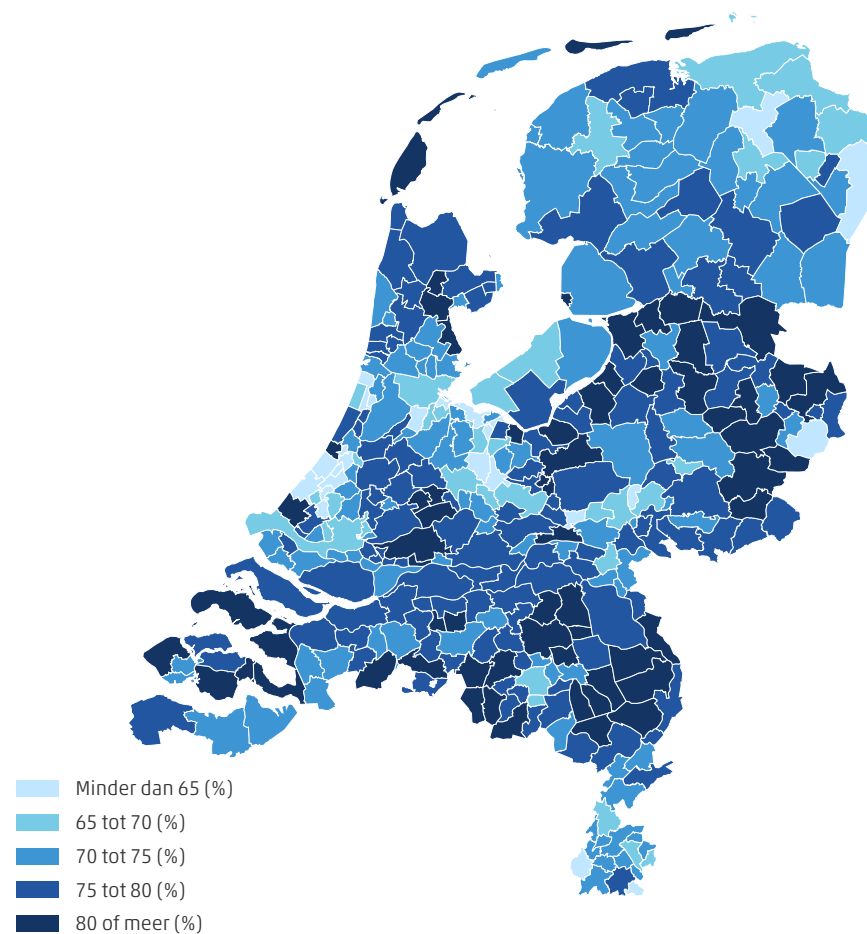 Minder dan 65 (%)
65 tot 70 (%)
70 tot 75 (%)
75 tot 80 (%)
80 of meer (%)